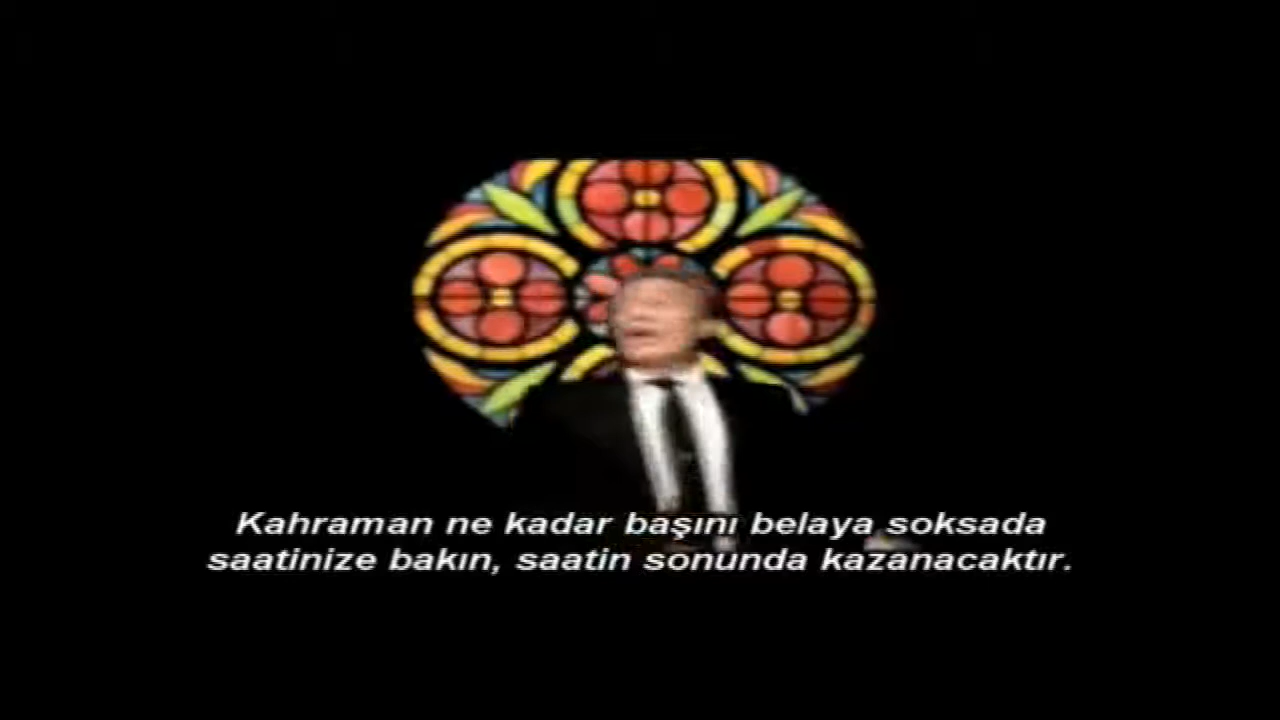 Kahraman ne kadar başını belaya soksada
saatinize bakın, saatin sonunda kazanacaktır.